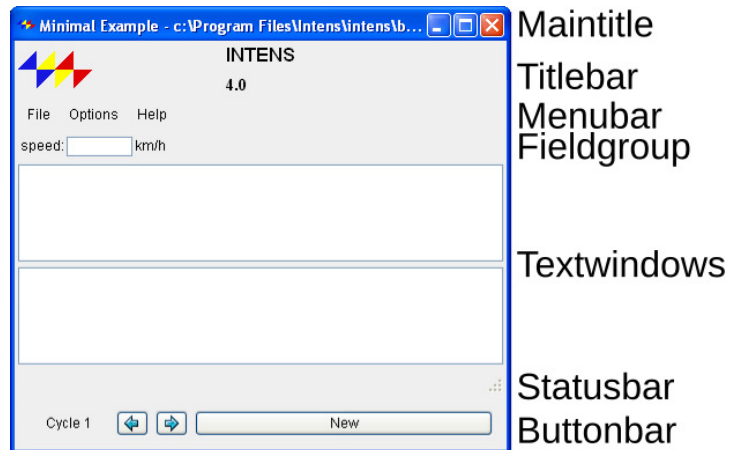 Minimal Example - c:\Program Files\Intens\intens\b...
Maintitle
INTENS
4.0
Titlebar
File Options Help
Menubar
speed: km/h
Fieldgroup
Textwindows
Statusbar
Cycle 1 New
Buttonbar